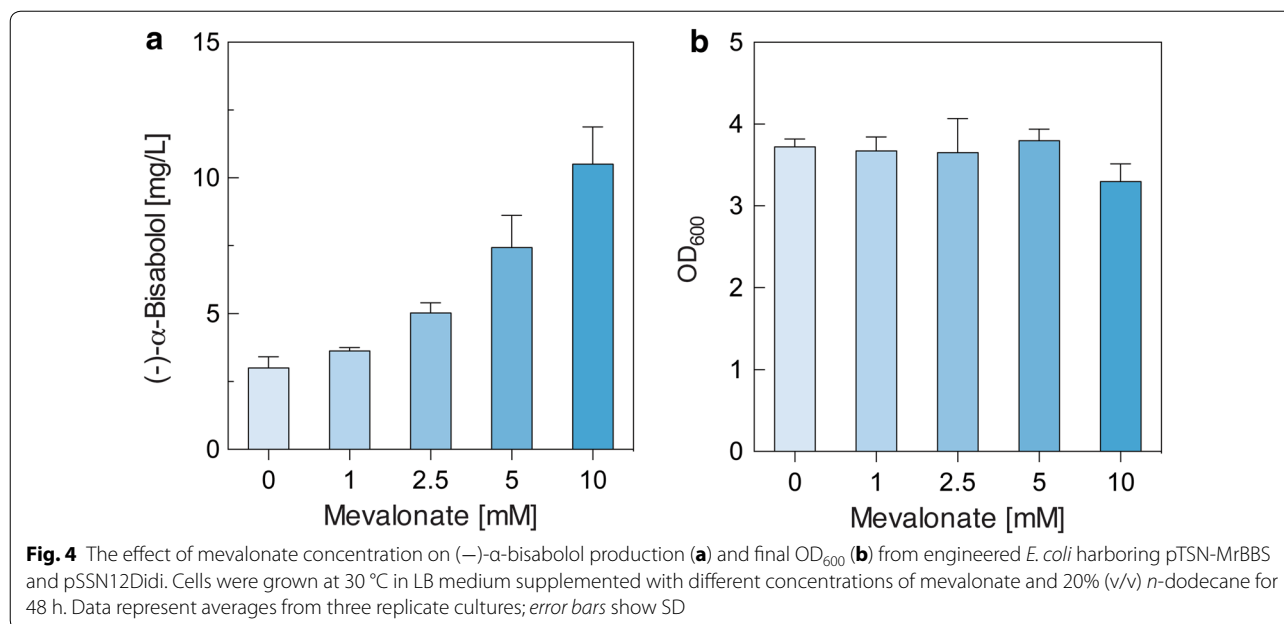 a
15
10
5
0
(-)-α-Bisabolol [mg/L]
0 1 2.5 5 10
Mevalonate [mM]
b
5
4
3
2
1
0
OD600
0 1 2.5 5 10
Mevalonate [mM]
Fig. 4 The effect of mevalonate concentration on (−)-α-bisabolol production (a) and final OD600 (b) from engineered E. coli harboring pTSN-MrBBS
and pSSN12Didi. Cells were grown at 30 °C in LB medium supplemented with different concentrations of mevalonate and 20% (v/v) n-dodecane for
48 h. Data represent averages from three replicate cultures; error bars show SD